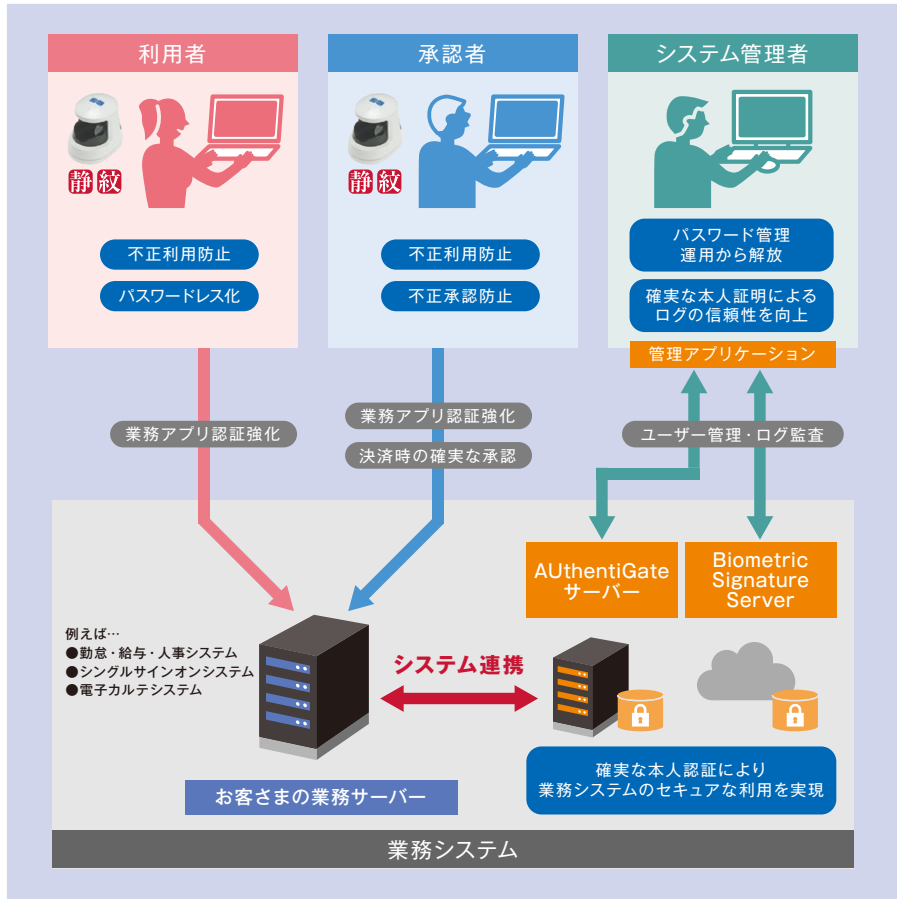 利用者
承認者
システム管理者
静紋
静紋
不正利用防止
パスワードレス化
不正利用防止
不正承認防止
パスワード管理
運用から解放
確実な本人証明による
ログの信頼性を向上
管理アプリケーション
業務アプリ認証強化
業務アプリ認証強化
決済時の確実な承認
ユーザー管理・ログ監査
AUthentiGate
サーバー
Biometric
Signature
Server
例えば…
●勤怠・給与・人事システム
●シングルサインオンシステム
●電子カルテシステム
システム連携
お客さまの業務サーバー
確実な本人認証により
業務システムのセキュアな利用を実現
業務システム